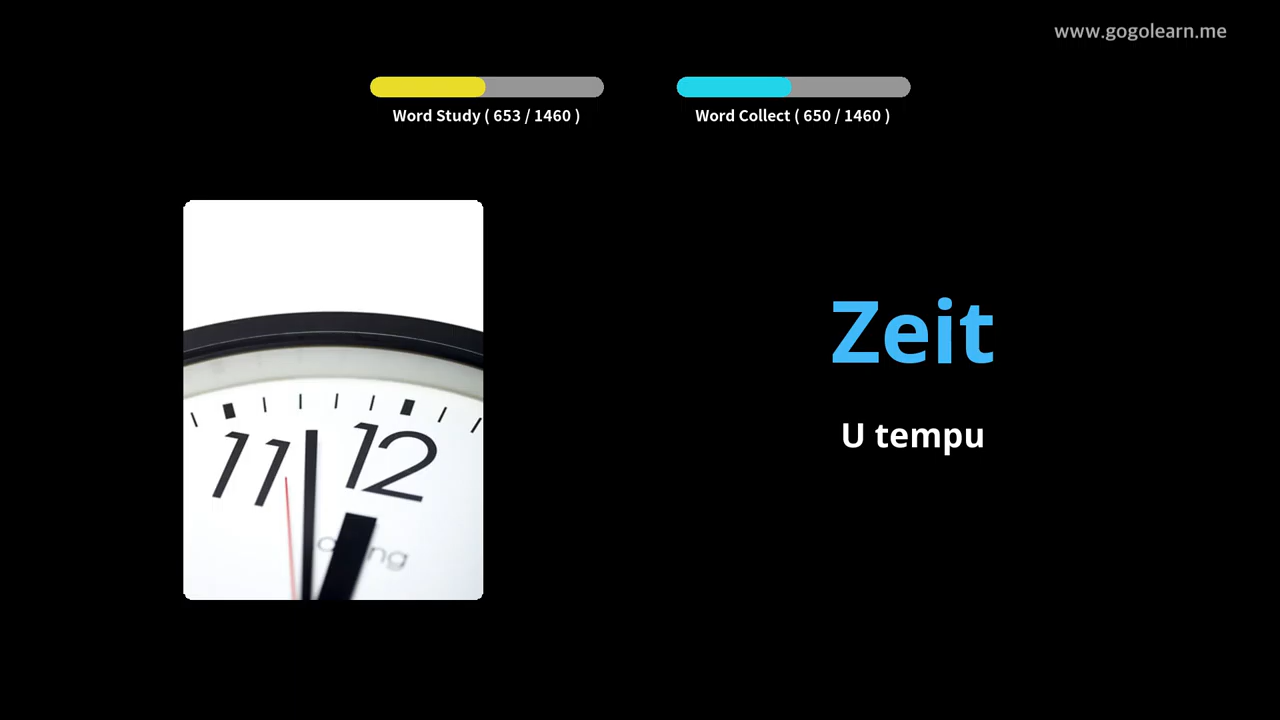 www.gogolearn.me
Word Study ( 653 / 1460 )
Word Collect ( 650 / 1460 )
Zeit
U tempu
11
12